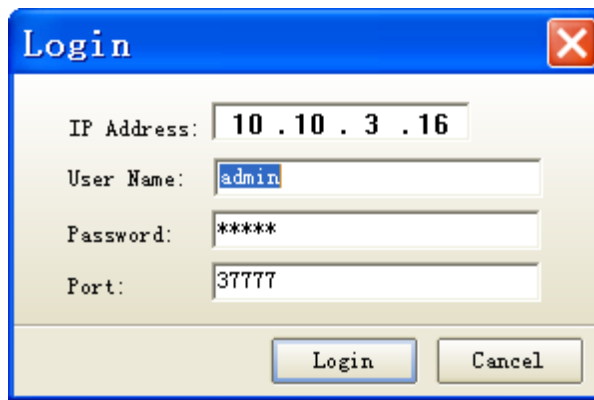 Login
IP Address: 10 . 10 . 3 . 16
User Name: admin
Password: *****
Port: 37777
Login Cancel